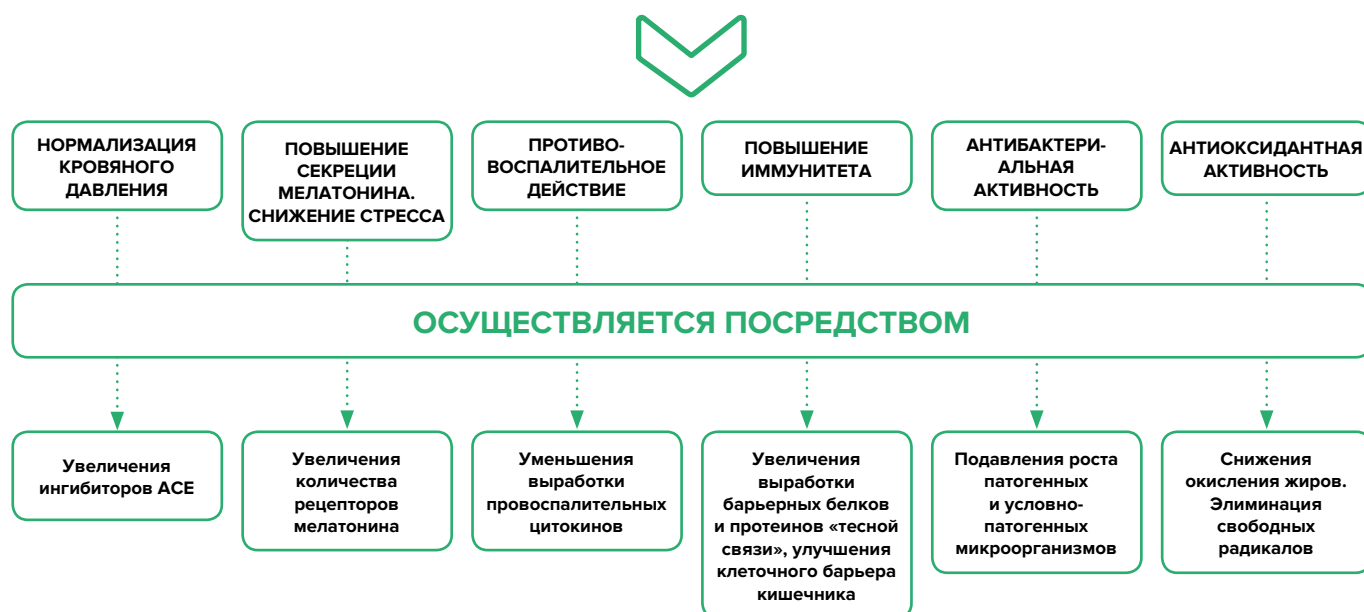 НОРМАЛИЗАЦИЯ
КРОВЯНОГО
ДАВЛЕНИЯ
ПОВЫШЕНИЕ
СЕКРЕЦИИ
МЕЛАТОНИНА.
СНИЖЕНИЕ СТРЕССА
ПРОТИВО-
ВОСПАЛИТЕЛЬНОЕ
ДЕЙСТВИЕ
ПОВЫШЕНИЕ
ИММУНИТЕТА
АНТИБАКТЕРИ-
АЛЬНАЯ
АКТИВНОСТЬ
АНТИОКСИДАНТНАЯ
АКТИВНОСТЬ
ОСУЩЕСТВЛЯЕТСЯ ПОСРЕДСТВОМ
Увеличения
ингибиторов ACE
Увеличения
количества
рецепторов
мелатонина
Уменьшения
выработки
провоспалительных
цитокинов
Увеличения
выработки
барьерных белков
и протеинов «тесной
связи», улучшения
клеточного барьера
кишечника
Подавления роста
патогенных
и условно-
патогенных
микроорганизмов
Снижения
окисления жиров.
Элиминация
свободных
радикалов